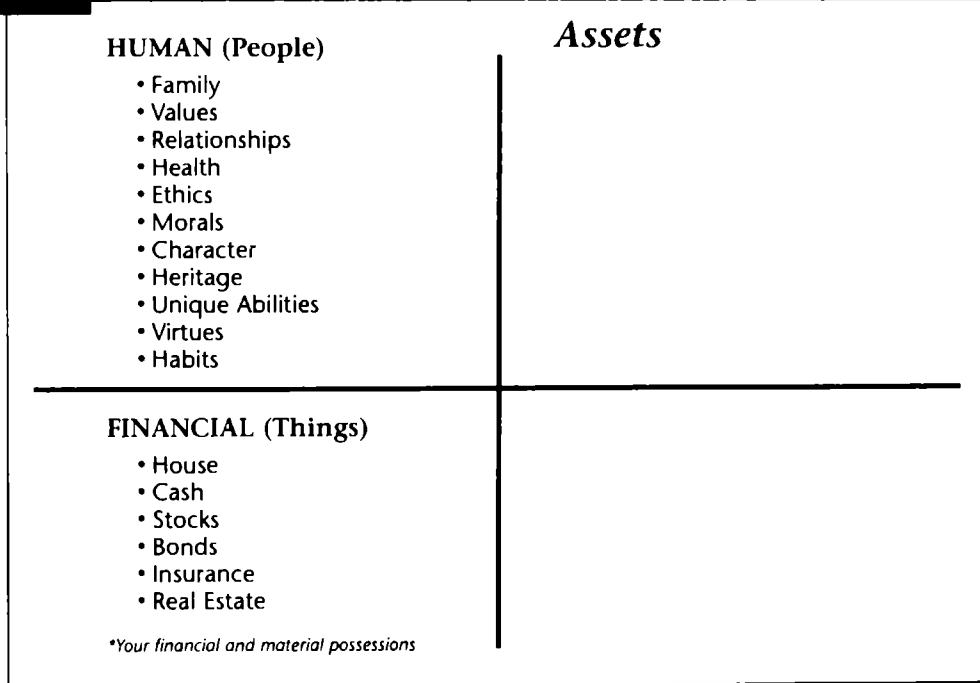 Assets
HUMAN (People)
• Family
• Values
• Relationships
• Health
• Ethics
• Morals
• Character
• Heritage
• Unique Abilities
• Virtues
• Habits
FINANCIAL (Things)
• House
• Cash
• Stocks
• Bonds
• Insurance
• Real Estate
*Your financial and material possessions